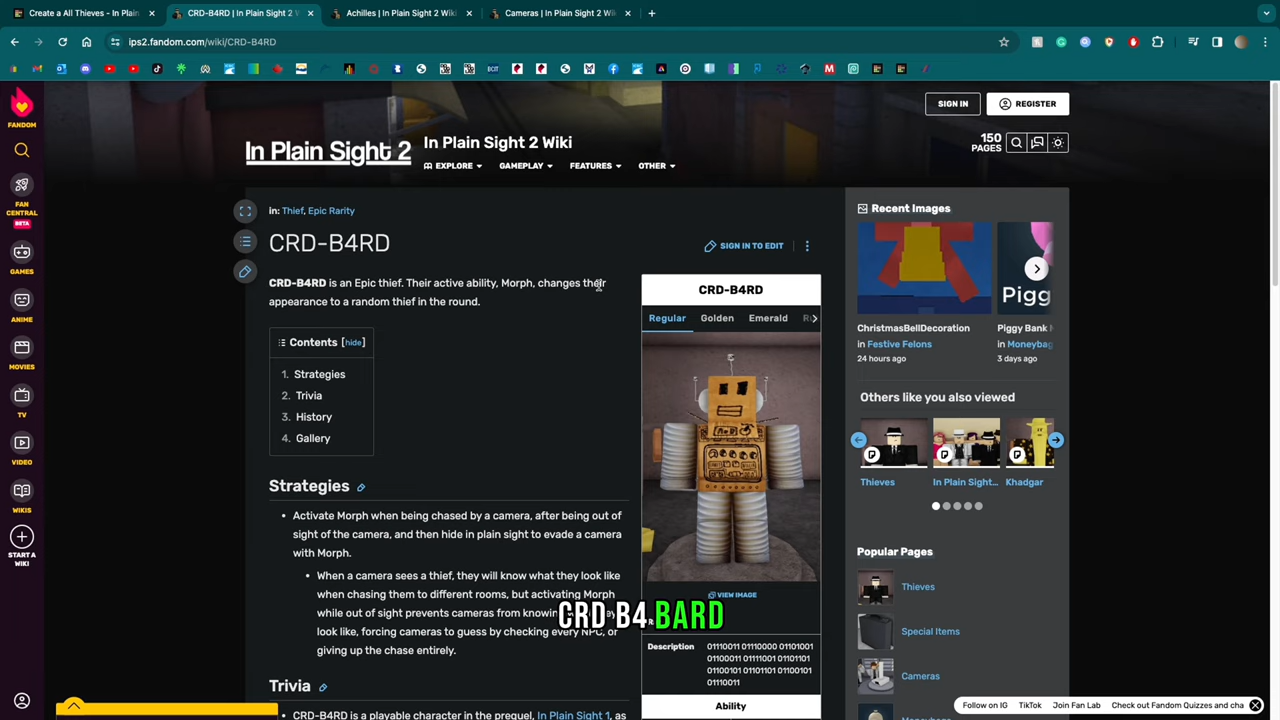 Create a All Thieves - In Plain
CRD-B4RD | In Plain Sight 2 W
Achilles | In Plain Sight 2 Wiki
Cameras | In Plain Sight 2 Wiki
ips2.fandom.com/wiki/CRD-B4RD
SIGN IN
REGISTER
FANDOM
FAN CENTRAL
BETA
GAMES
ANIME
MOVIES
TV
VIDEO
WIKIS
START A WIKI
In Plain Sight 2
In Plain Sight 2 Wiki
EXPLORE GAMEPLAY FEATURES OTHER
150 PAGES
in: Thief, Epic Rarity
CRD-B4RD
SIGN IN TO EDIT
CRD-B4RD is an Epic thief. Their active ability, Morph, changes their
appearance to a random thief in the round.
Contents [hide]
1. Strategies
2. Trivia
3. History
4. Gallery
Strategies
• Activate Morph when being chased by a camera, after being out of
sight of the camera, and then hide in plain sight to evade a camera
with Morph.
• When a camera sees a thief, they will know what they look like
when chasing them to different rooms, but activating Morph
while out of sight prevents cameras from knowing
look like, forcing cameras to guess by checking every NPC, or
giving up the chase entirely.
Trivia
• CRD-B4RD is a playable character in the prequel, In Plain Sight 1, as
CRD-B4RD
Regular Golden Emerald
VIEW IMAGE
Description
01110011 01110000 01101001
01100011 01111001 01101101
01100101 01101101 01100101
01110011
Ability
CRD B4 BARD
Recent Images
Pigg
ChristmasBellDecoration
in Festive Felons
24 hours ago
Piggy Bank
in Moneybag
3 days ago
Others like you also viewed
Thieves
In Plain Sight...
Khadgar
Popular Pages
Thieves
Special Items
Cameras
Follow on IG TikTok Join Fan Lab Check out Fandom Quizzes and cha